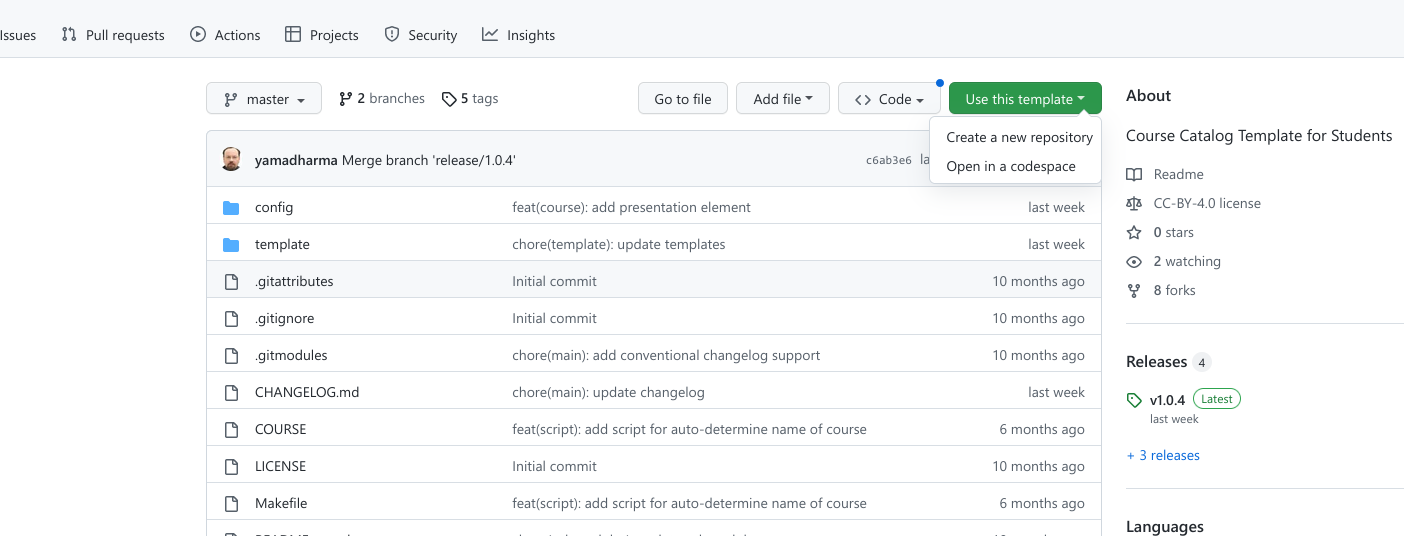 Issues Pull requests Actions Projects Security Insights
master 2 branches 5 tags Go to file Add file Code Use this template
Create a new repository
Open in a codespace
yamadharma Merge branch 'release/1.0.4' c6ab3e6
config feat(course): add presentation element last week
template chore(template): update templates last week
.gitattributes Initial commit 10 months ago
.gitignore Initial commit 10 months ago
.gitmodules chore(main): add conventional changelog support 10 months ago
CHANGELOG.md chore(main): update changelog last week
COURSE feat(script): add script for auto-determine name of course 6 months ago
LICENSE Initial commit 10 months ago
Makefile feat(script): add script for auto-determine name of course 6 months ago
About
Course Catalog Template for Students
Readme
CC-BY-4.0 license
0 stars
2 watching
8 forks
Releases 4
v1.0.4 Latest
last week
+ 3 releases
Languages